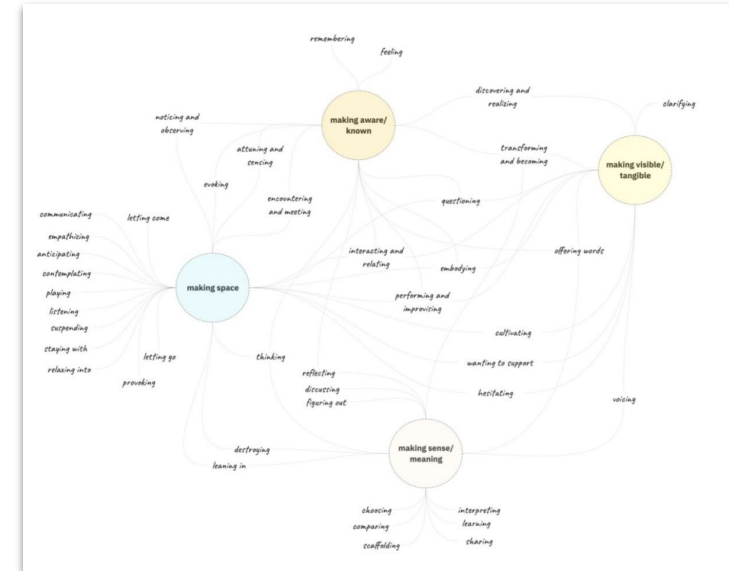 remembering
feeling
discovering and
realizing
clarifying
noticing and
observing
making aware/
known
attuning and
sensing
transforming
and becoming
making visible/
tangible
evoking
encountering
and meeting
questioning
communicating
letting come
empathizing
anticipating
interacting and
relating
offering words
embodying
contemplating
making space
playing
performing and
improvising
listening
suspending
cultivating
staying with
letting go
thinking
wanting to support
relaxing into
reflecting
provoking
discussing
hesitating
figuring out
voicing
destroying
making sense/
meaning
leaning in
choosing
interpreting
comparing
learning
scaffolding
sharing